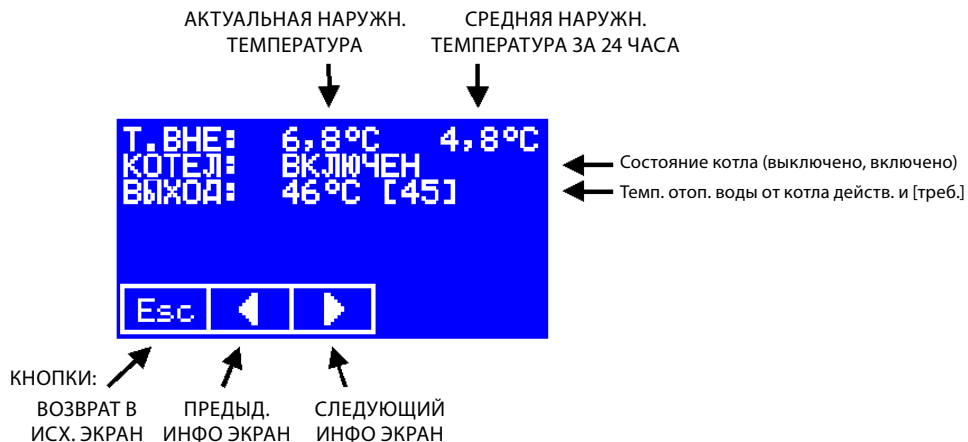 АКТУАЛЬНАЯ НАРУЖН.
ТЕМПЕРАТУРА
СРЕДНЯЯ НАРУЖН.
ТЕМПЕРАТУРА ЗА 24 ЧАСА
Т.ВНЕ: 6,8°C 4,8°C
КОТЕЛ: ВКЛЮЧЕН
ВЫХОД: 46°C [45]
Состояние котла (выключено, включено)
Темп. отоп. воды от котла действ. и [треб.]
Esc
КНОПКИ:
ВОЗВРАТ В
ИСХ. ЭКРАН
ПРЕДЫД.
ИНФО ЭКРАН
СЛЕДУЮЩИЙ
ИНФО ЭКРАН